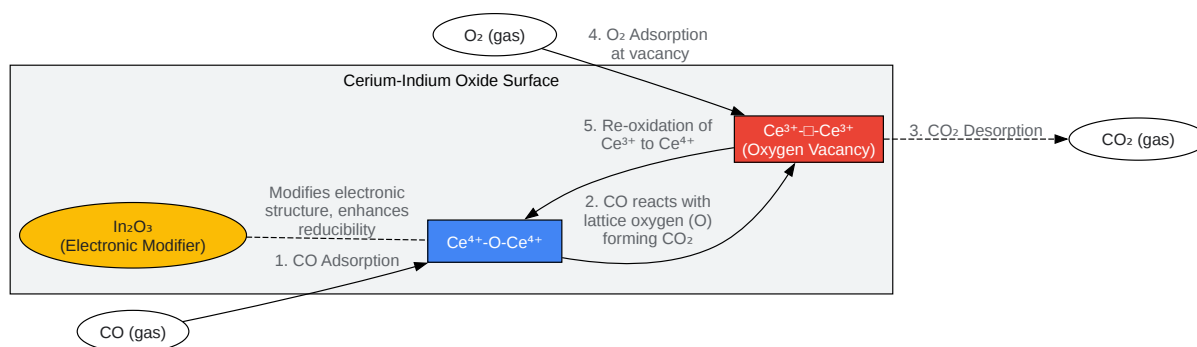 O₂ (gas)
4. O₂ Adsorption
at vacancy
Cerium-Indium Oxide Surface
Ce³⁺-□-Ce³⁺
(Oxygen Vacancy)
3. CO₂ Desorption
CO₂ (gas)
5. Re-oxidation of
Ce³⁺ to Ce⁴⁺
Modifies electronic
structure, enhances
reducibility
2. CO reacts with
lattice oxygen (O)
forming CO₂
In₂O₃
(Electronic Modifier)
Ce⁴⁺-O-Ce⁴⁺
1. CO Adsorption
CO (gas)